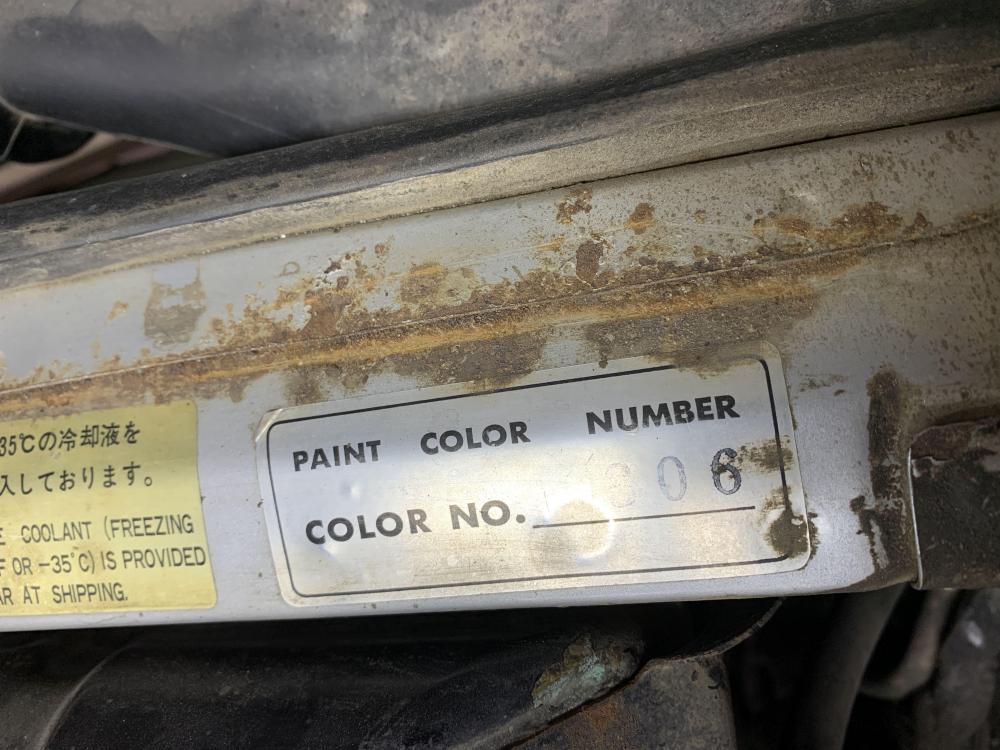 35℃の冷却液を
入しております。
COOLANT (FREEZING
F OR -35°C) IS PROVIDED
AR AT SHIPPING.
PAINT COLOR NUMBER
COLOR NO. 06